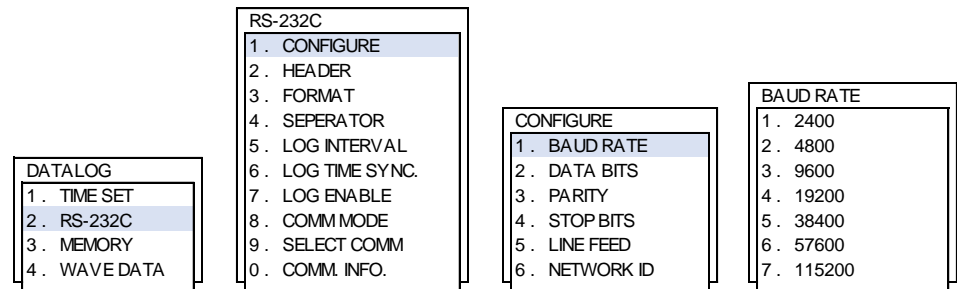 DATALOG
1. TIME SET
2. RS-232C
3. MEMORY
4. WAVE DATA
RS-232C
1. CONFIGURE
2. HEADER
3. FORMAT
4. SEPERATOR
5. LOG INTERVAL
6. LOG TIME SYNC.
7. LOG ENABLE
8. COMM MODE
9. SELECT COMM
0. COMM. INFO.
CONFIGURE
1. BAUD RATE
2. DATA BITS
3. PARITY
4. STOP BITS
5. LINE FEED
6. NETWORK ID
BAUD RATE
1. 2400
2. 4800
3. 9600
4. 19200
5. 38400
6. 57600
7. 115200